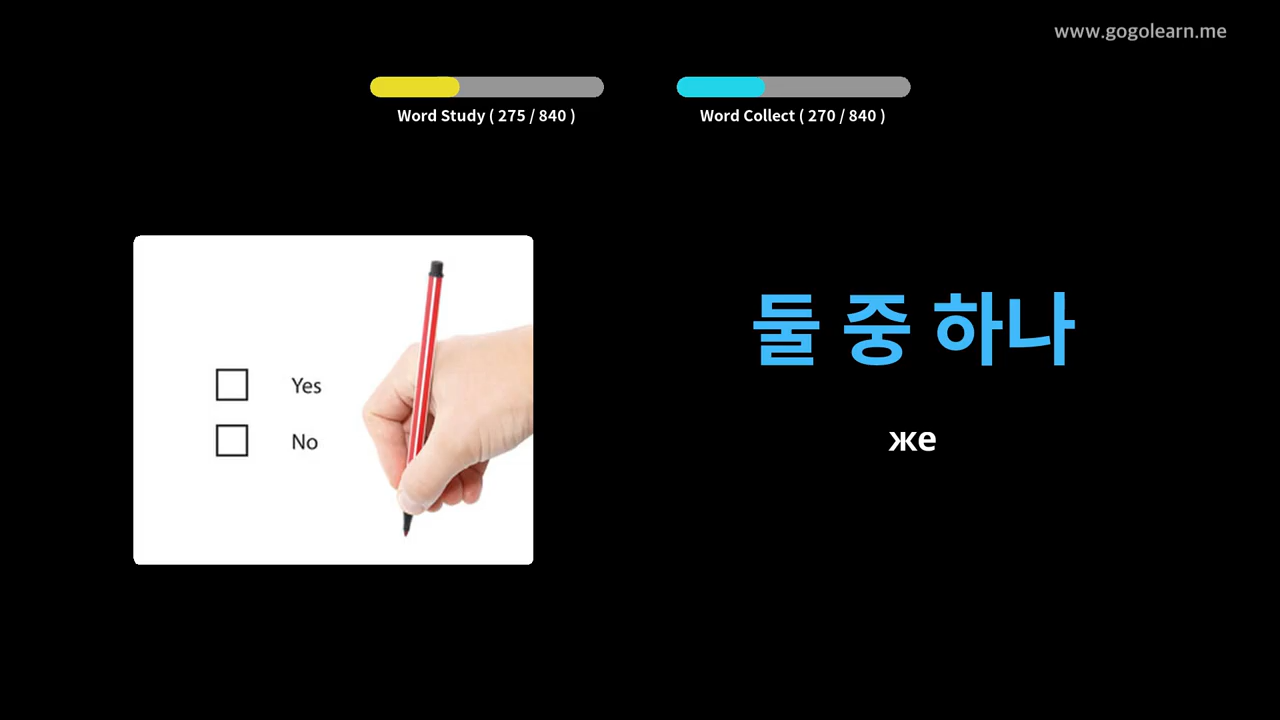 www.gogolearn.me
Word Study ( 275 / 840 )
Word Collect ( 270 / 840 )
Yes
No
둘 중 하나
же